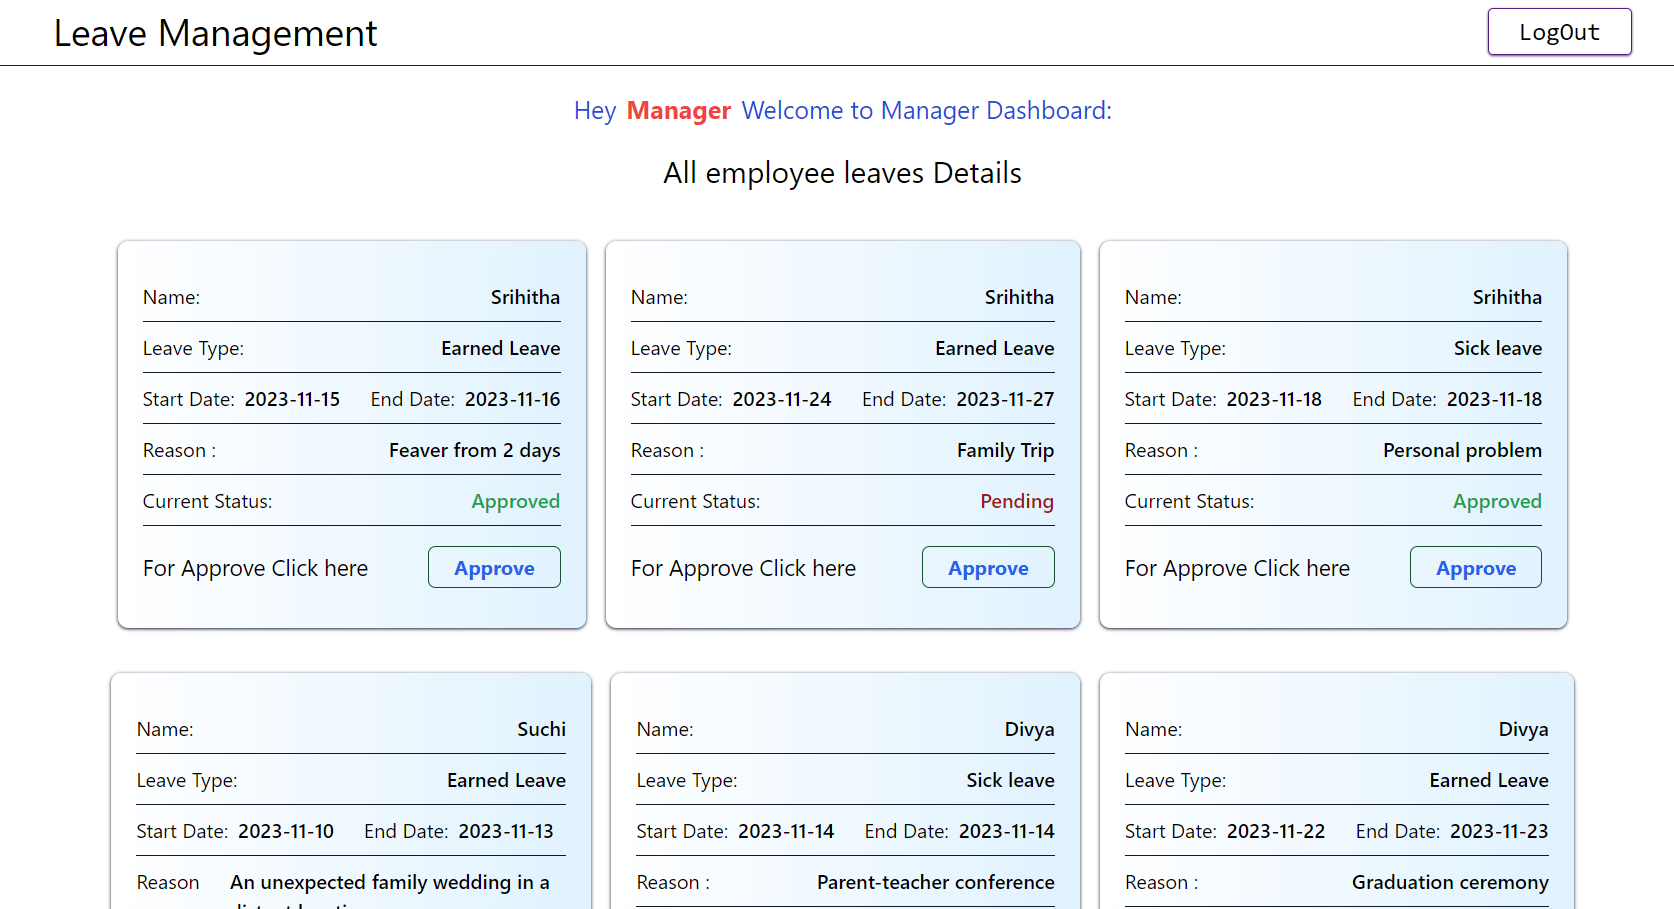 Leave Management
LogOut
Hey Manager Welcome to Manager Dashboard:
All employee leaves Details
Name: Srihitha
Leave Type: Earned Leave
Start Date: 2023-11-15 End Date: 2023-11-16
Reason : Feaver from 2 days
Current Status: Approved
For Approve Click here Approve
Name: Srihitha
Leave Type: Earned Leave
Start Date: 2023-11-24 End Date: 2023-11-27
Reason : Family Trip
Current Status: Pending
For Approve Click here Approve
Name: Srihitha
Leave Type: Sick leave
Start Date: 2023-11-18 End Date: 2023-11-18
Reason : Personal problem
Current Status: Approved
For Approve Click here Approve
Name: Suchi
Leave Type: Earned Leave
Start Date: 2023-11-10 End Date: 2023-11-13
Reason An unexpected family wedding in a
Name: Divya
Leave Type: Sick leave
Start Date: 2023-11-14 End Date: 2023-11-14
Reason : Parent-teacher conference
Name: Divya
Leave Type: Earned Leave
Start Date: 2023-11-22 End Date: 2023-11-23
Reason : Graduation ceremony